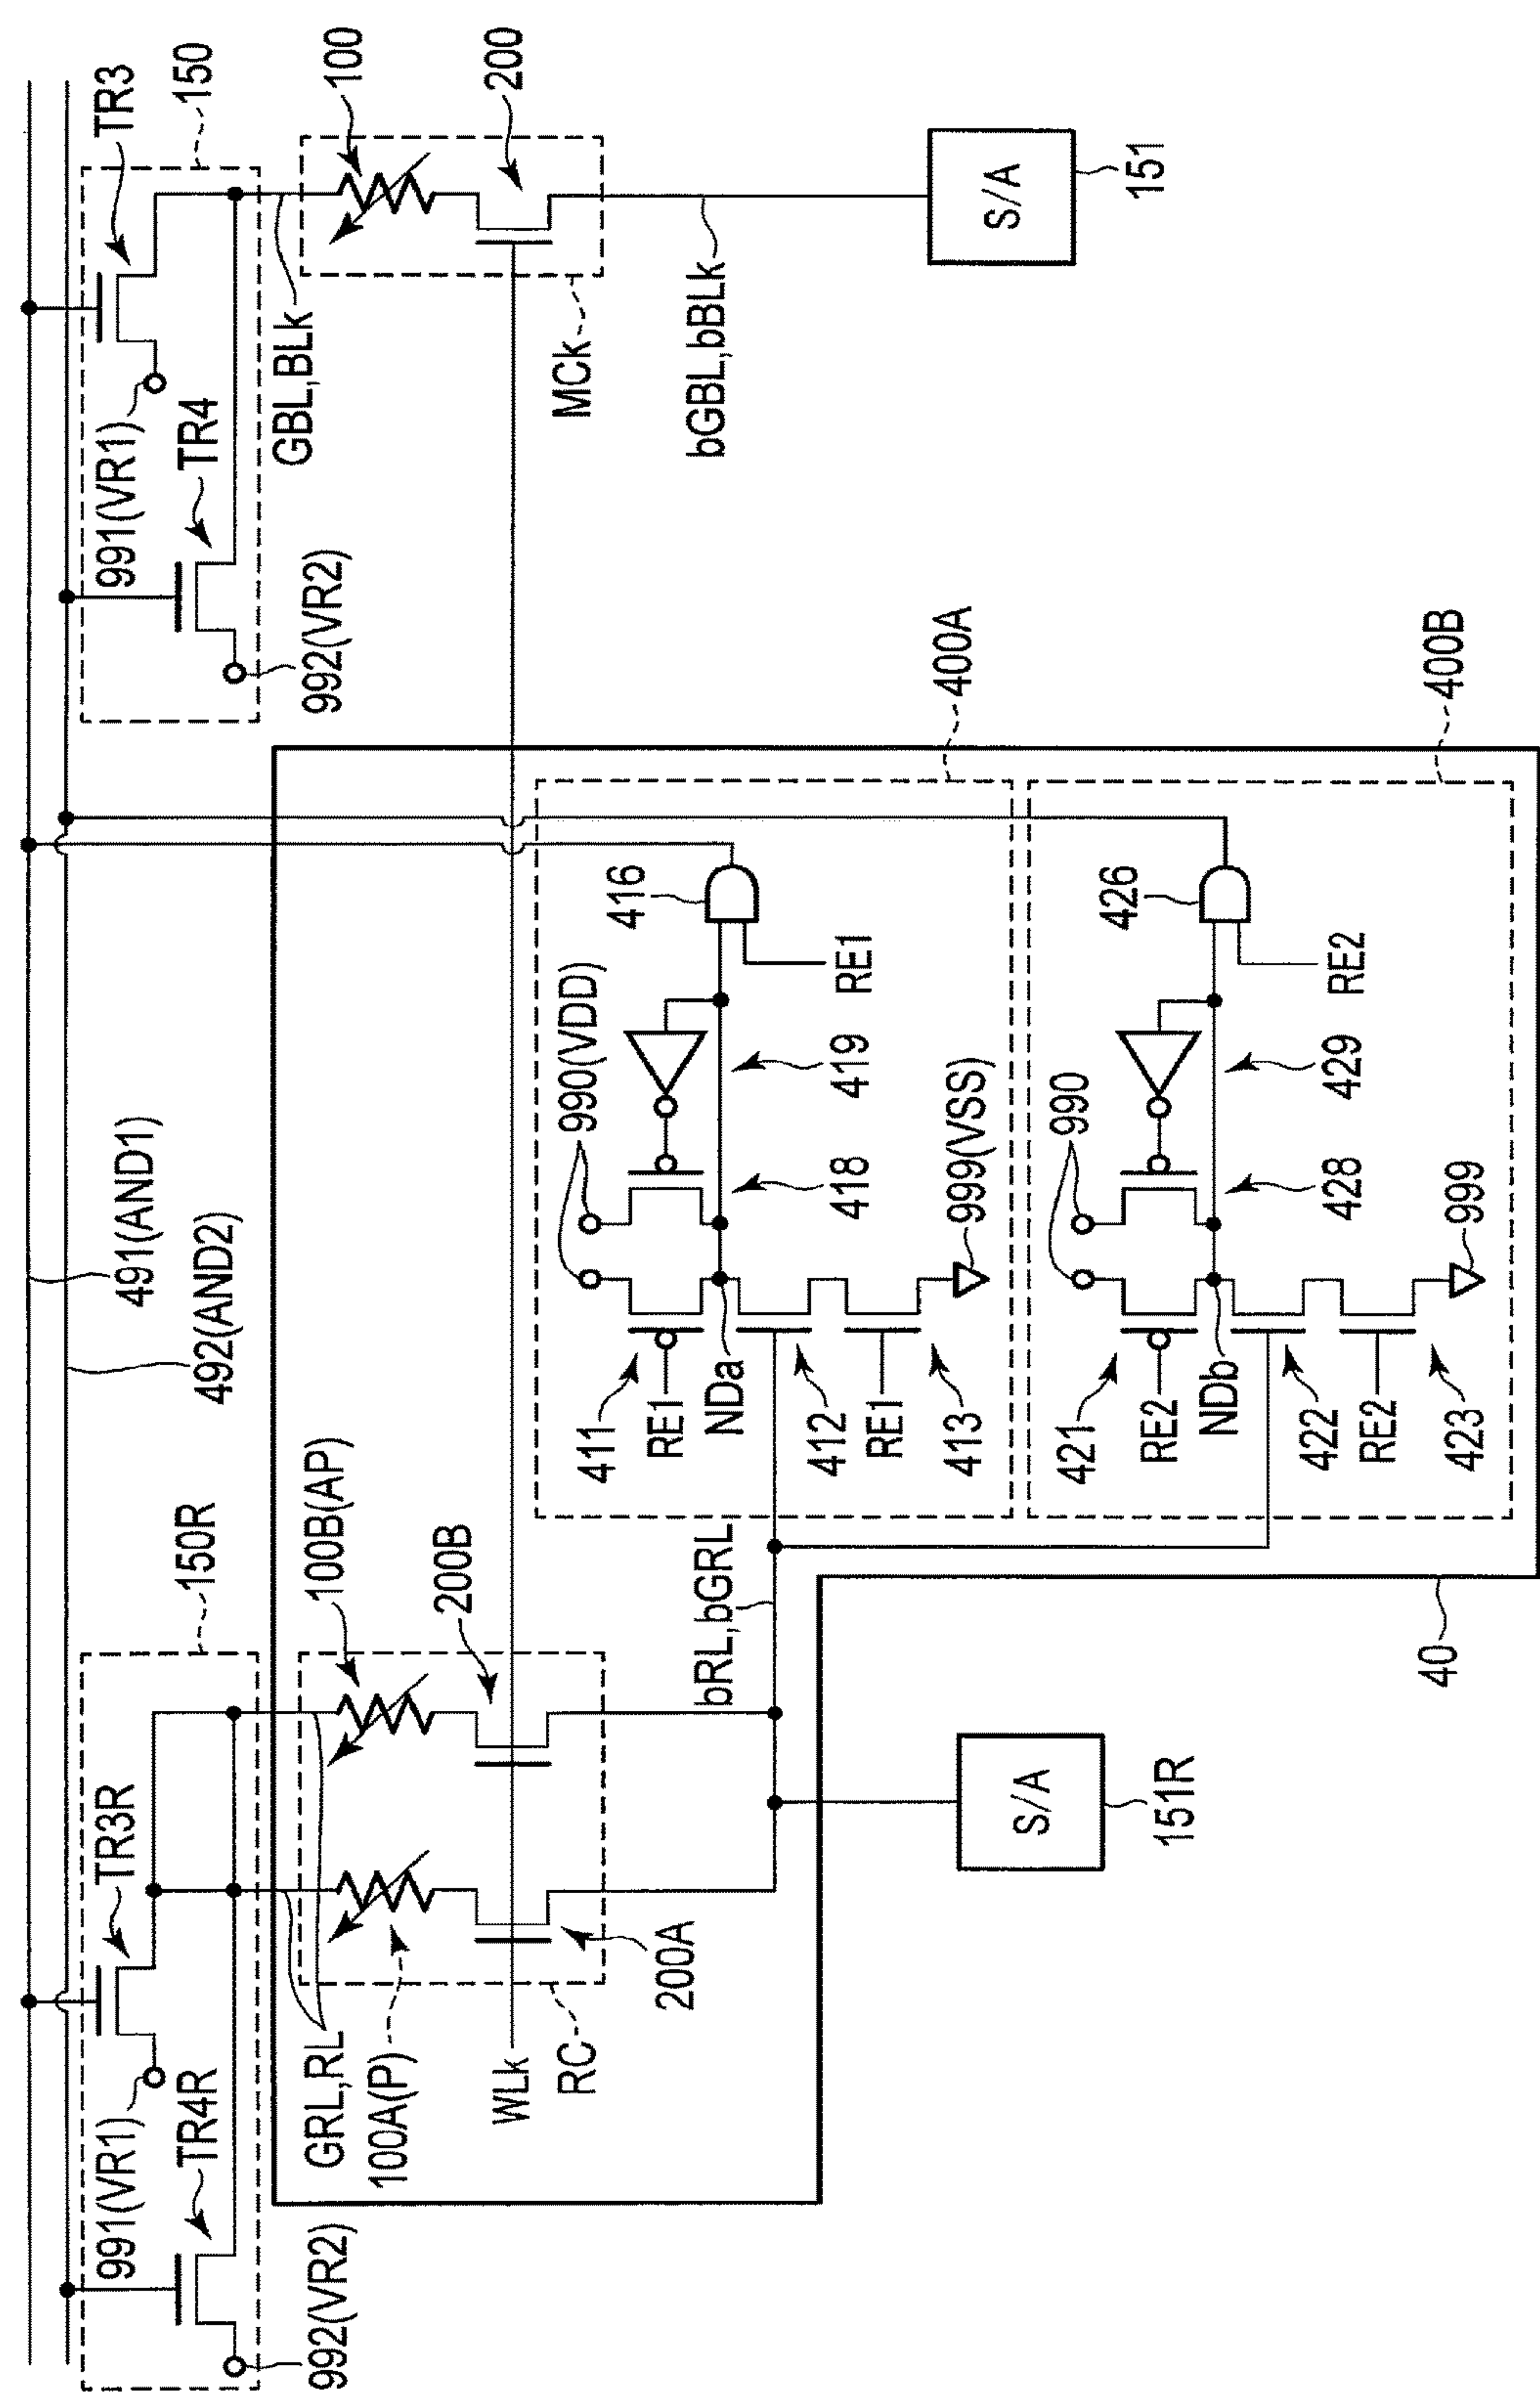 491(AND1)
492(AND2)
150R
TR3R
991(VR1)
TR4R
992(VR2)
150
TR3
991(VR1)
TR4
992(VR2)
GRL,RL
100A(P)
100B(AP)
200B
200A
WLk
RC
GBL,BLk
100
200
MCk
bGBL,bBLk
S/A
151
bRL,bGRL
S/A
151R
40
400A
990(VDD)
411
RE1
NDa
412
RE1
413
418
419
416
RE1
999(VSS)
400B
990
421
RE2
NDb
422
RE2
423
428
429
426
RE2
999